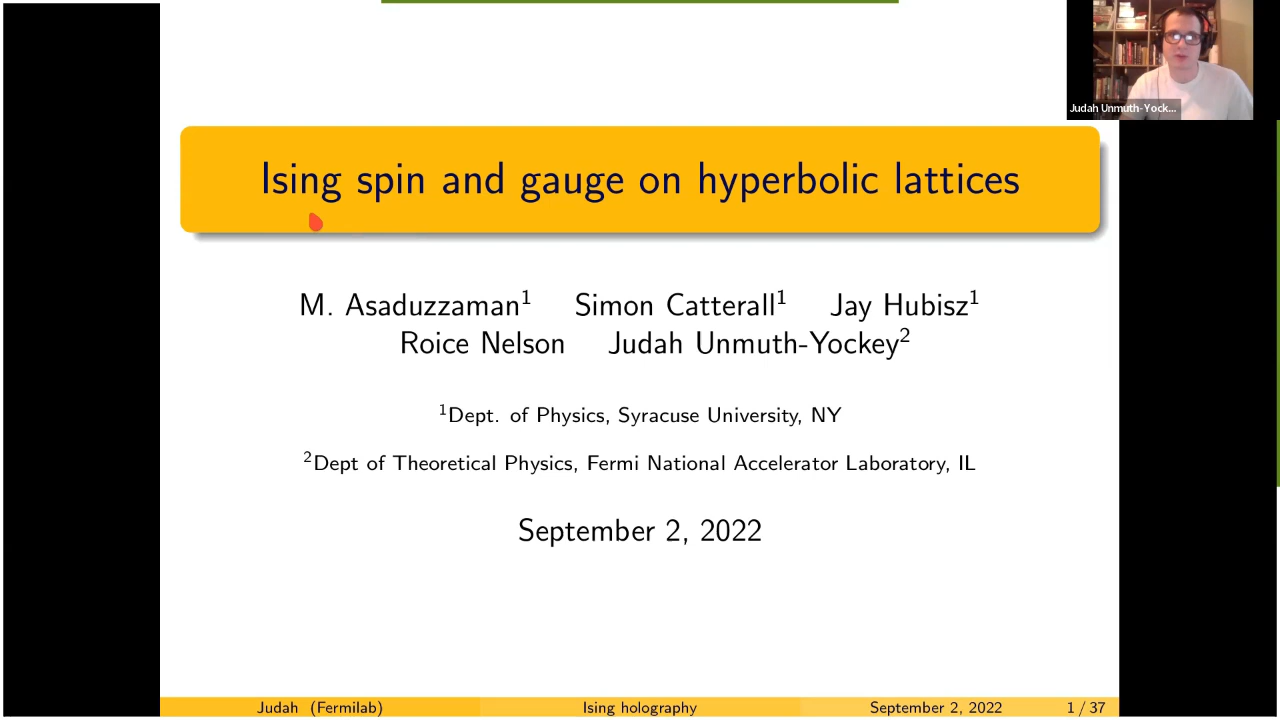 Judah Unmuth-Yock...
Ising spin and gauge on hyperbolic lattices
M. Asaduzzaman¹ Simon Catterall¹ Jay Hubisz¹
Roice Nelson Judah Unmuth-Yockey²
¹Dept. of Physics, Syracuse University, NY
²Dept of Theoretical Physics, Fermi National Accelerator Laboratory, IL
September 2, 2022
Judah (Fermilab) Ising holography September 2, 2022 1 / 37